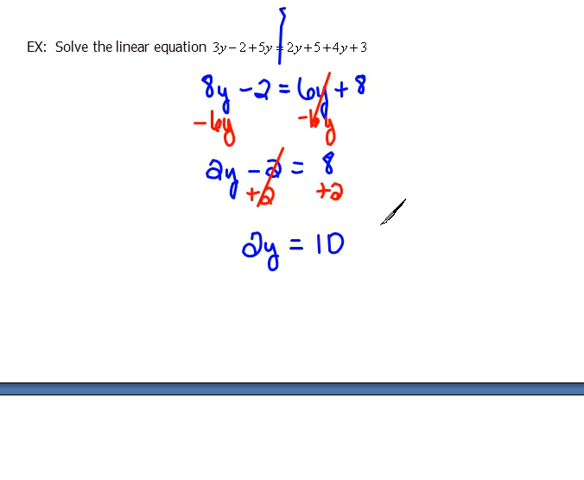 EX: Solve the linear equation 3y-2+5y=2y+5+4y+3
8y -2 = 6y + 8
-6y -6y
2y - 2 = 8
+2 +2
2y = 10